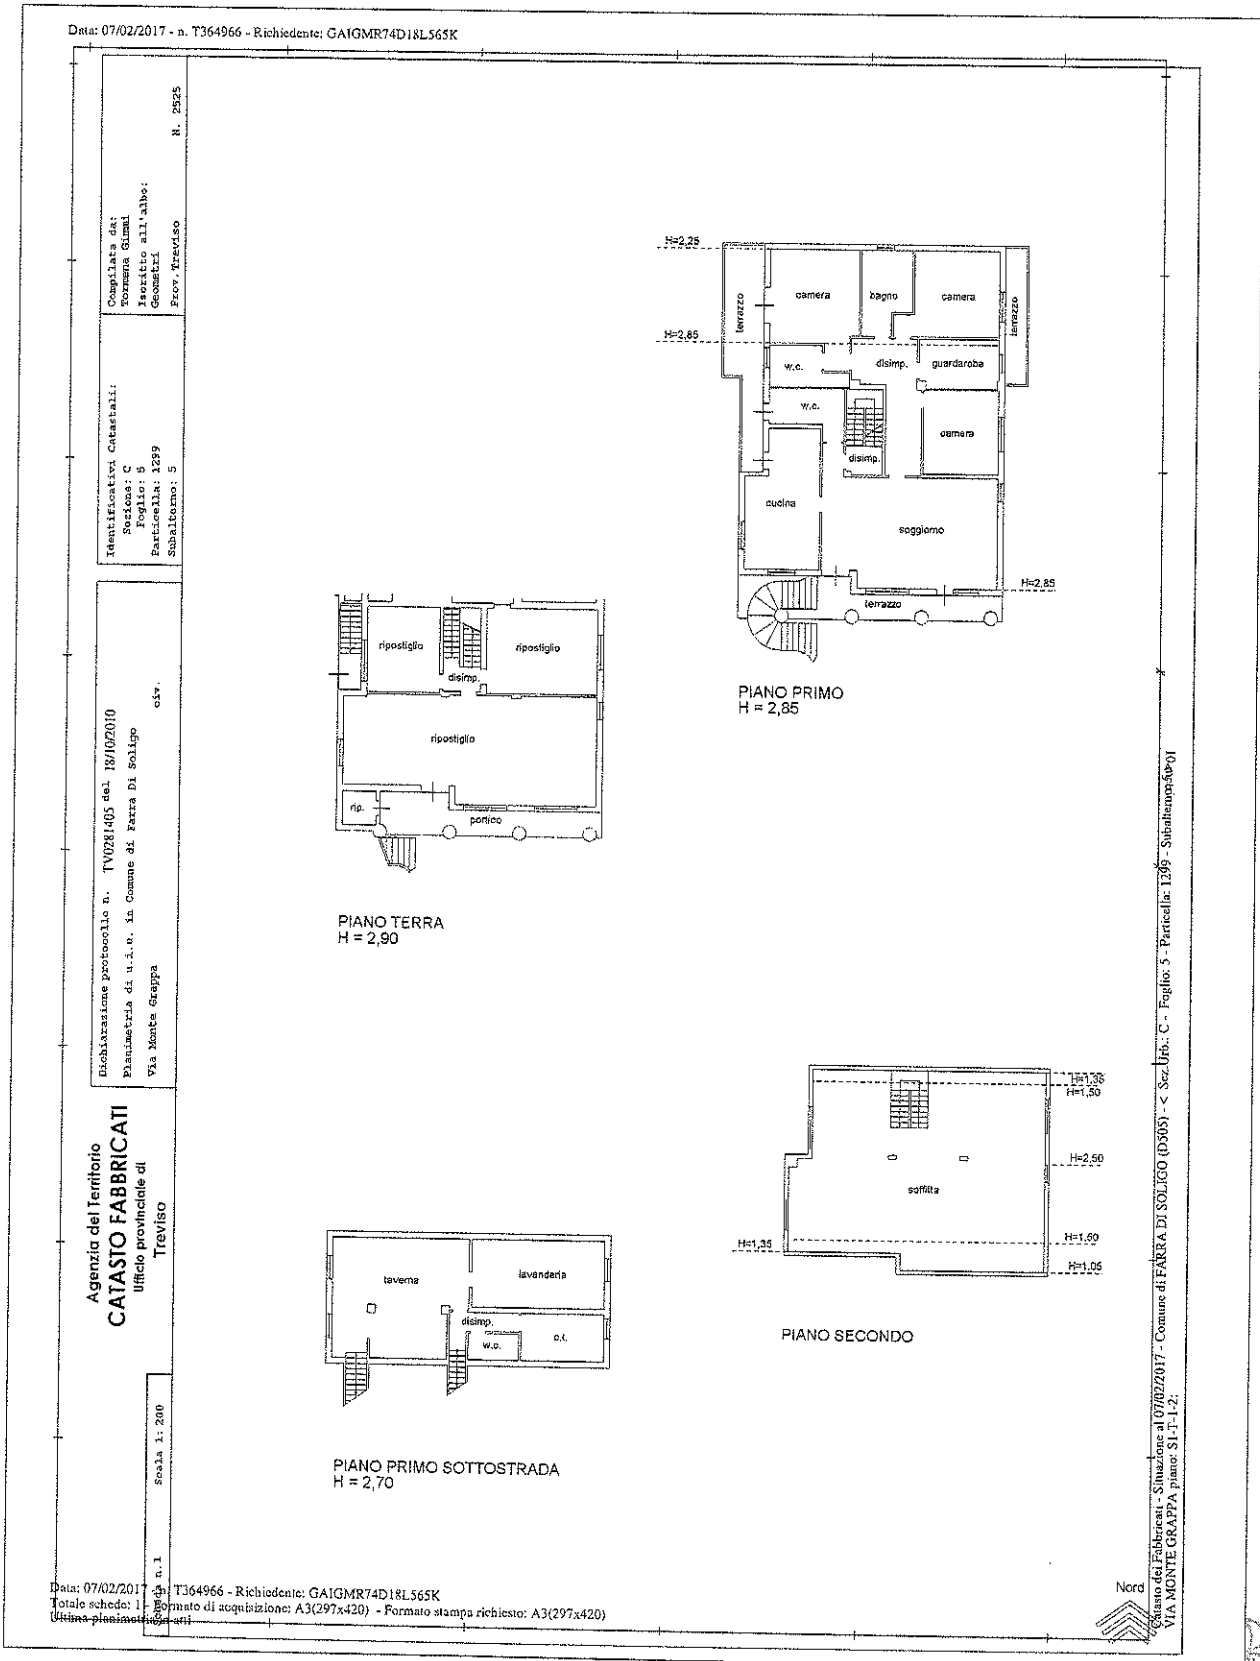 Data: 07/02/2017 - n. T364966 - Richiedente: GAIGMR74D18L565K
Compilata da:
Tormena Gimmi
Iscritto all'albo:
Geometri
Prov. Treviso N. 2525
Identificativi Catastali:
Sezione: C
Foglio: 5
Particella: 1299
Subalterno: 5
Dichiarazione protocollo n. TV0281405 del 18/10/2010
Planimetria di u.i.u. in Comune di Farra Di Soligo
Via Monte Grappa civ.
Agenzia del Territorio
CATASTO FABBRICATI
Ufficio provinciale di
Treviso
Scheda n.1 Scala 1:200
H=2,25
camera
bagno
camera
terrazzo
terrazzo
H=2,85
w.c.
disimp.
guardaroba
w.c.
camera
disimp.
cucina
soggiorno
H=2,85
terrazzo
PIANO PRIMO
H = 2,85
ripostiglio
ripostiglio
disimp.
ripostiglio
rip.
portico
PIANO TERRA
H = 2,90
H=1,35
H=1,50
H=2,50
soffitta
H=1,50
H=1,35
H=1,05
PIANO SECONDO
taverna
lavanderia
disimp.
w.c.
c.t.
PIANO PRIMO SOTTOSTRADA
H = 2,70
Nord
Catasto dei Fabbricati - Situazione al 07/02/2017 - Comune di FARRA DI SOLIGO (D505) - < Sez.Urb.: C - Foglio: 5 - Particella: 1299 - Subalterno
VIA MONTE GRAPPA piano: S1-T-1-2;
Data: 07/02/2017 - n. T364966 - Richiedente: GAIGMR74D18L565K
Totale schede: 1 - Formato di acquisizione: A3(297x420) - Formato stampa richiesto: A3(297x420)
Ultima planimetria in atti